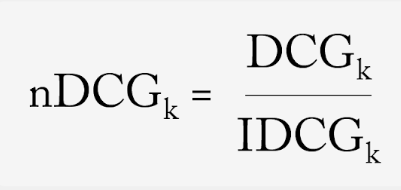 nDCGₖ = DCGₖ / IDCGₖ